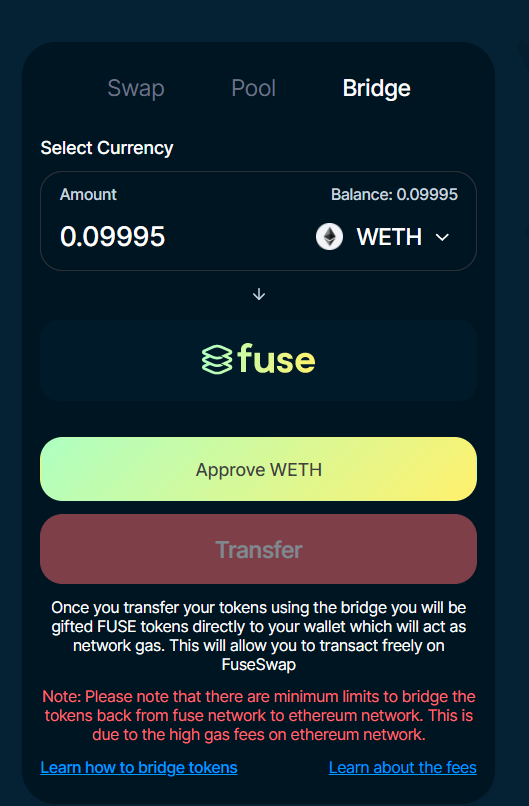 Swap Pool Bridge
Select Currency
Amount Balance: 0.09995
0.09995 WETH
fuse
Approve WETH
Transfer
Once you transfer your tokens using the bridge you will be
gifted FUSE tokens directly to your wallet which will act as
network gas. This will allow you to transact freely on
FuseSwap
Note: Please note that there are minimum limits to bridge the
tokens back from fuse network to ethereum network. This is
due to the high gas fees on ethereum network.
Learn how to bridge tokens Learn about the fees